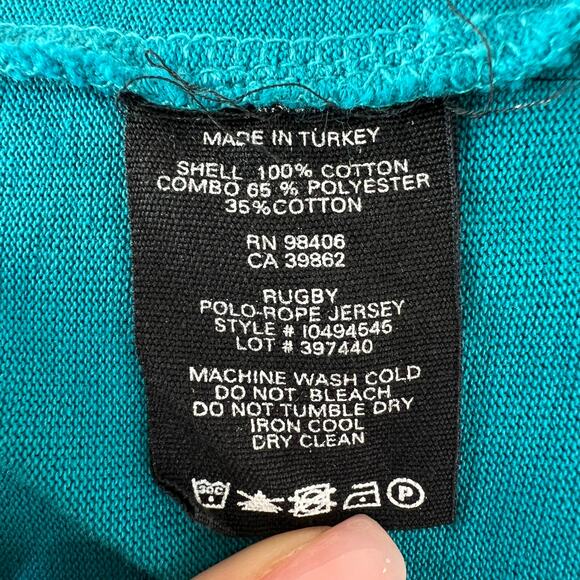 MADE IN TURKEY
SHELL 100% COTTON
COMBO 65 % POLYESTER
35%COTTON
RN 98406
CA 39862
RUGBY
POLO-ROPE JERSEY
STYLE # I0494545
LOT # 397440
MACHINE WASH COLD
DO NOT BLEACH
DO NOT TUMBLE DRY
IRON COOL
DRY CLEAN
30C P